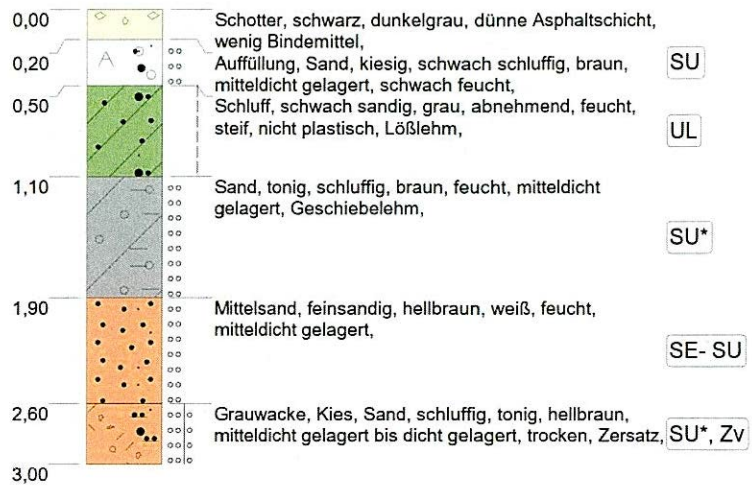 0,00
Schotter, schwarz, dunkelgrau, dünne Asphaltschicht,
wenig Bindemittel,
0,20
Auffüllung, Sand, kiesig, schwach schluffig, braun,
mitteldicht gelagert, schwach feucht,
SU
0,50
Schluff, schwach sandig, grau, abnehmend, feucht,
steif, nicht plastisch, Lößlehm,
UL
1,10
Sand, tonig, schluffig, braun, feucht, mitteldicht
gelagert, Geschiebelehm,
SU*
1,90
Mittelsand, feinsandig, hellbraun, weiß, feucht,
mitteldicht gelagert,
SE- SU
2,60
Grauwacke, Kies, Sand, schluffig, tonig, hellbraun,
mitteldicht gelagert bis dicht gelagert, trocken, Zersatz,
SU*, Zv
3,00
A